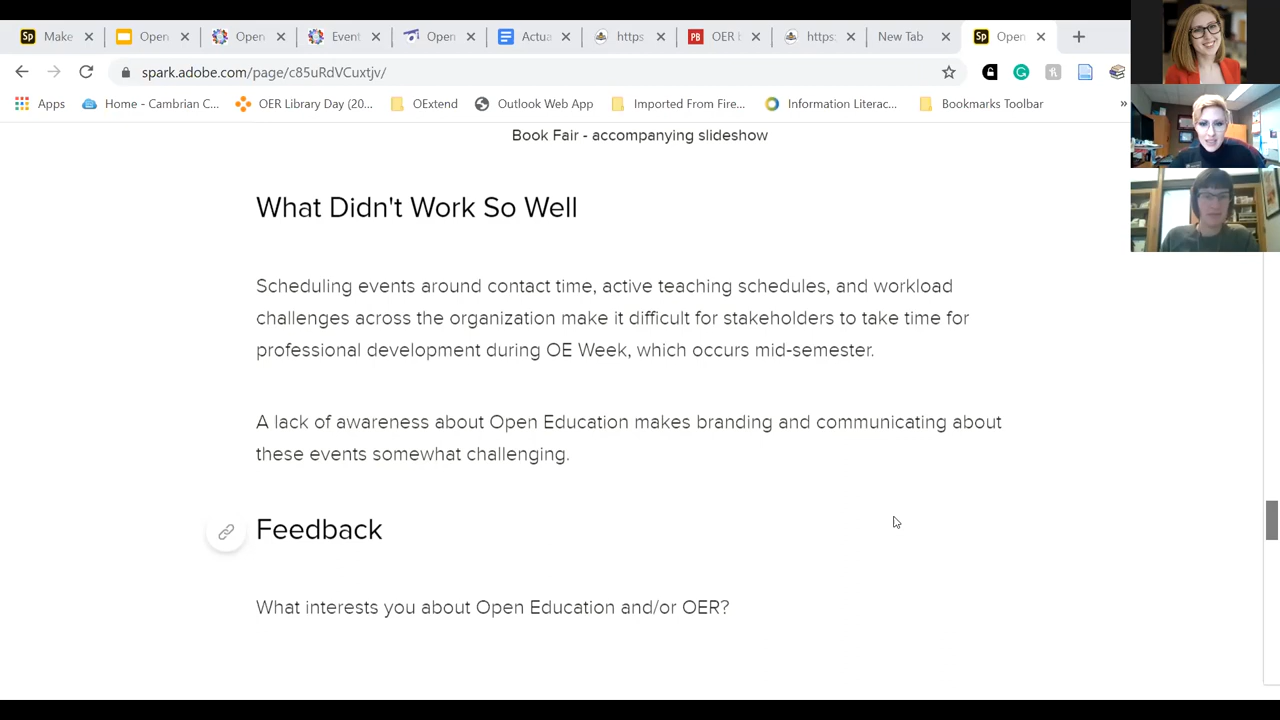 Make
Open
Open
Event
Open
Actua
https
OER b
https:
New Tab
Open
spark.adobe.com/page/c85uRdVCuxtjv/
Apps
Home - Cambrian C...
OER Library Day (20...
OExtend
Outlook Web App
Imported From Fire...
Information Literac...
Bookmarks Toolbar
»
Book Fair - accompanying slideshow
What Didn't Work So Well
Scheduling events around contact time, active teaching schedules, and workload
challenges across the organization make it difficult for stakeholders to take time for
professional development during OE Week, which occurs mid-semester.
A lack of awareness about Open Education makes branding and communicating about
these events somewhat challenging.
Feedback
What interests you about Open Education and/or OER?